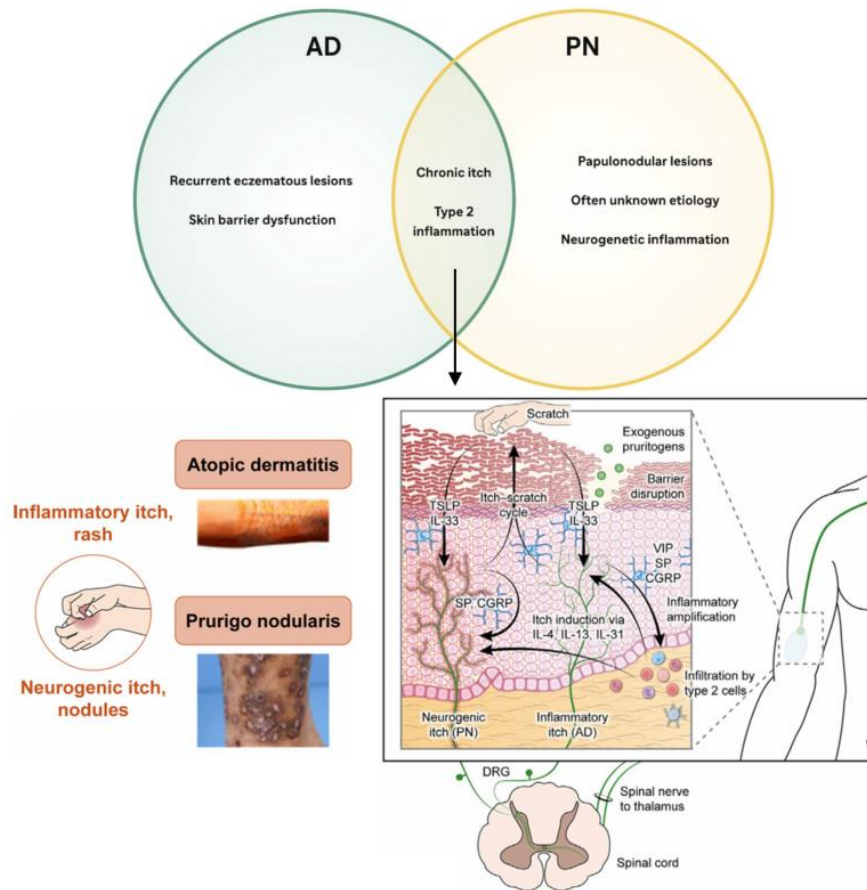 AD
PN
Recurrent eczematous lesions
Skin barrier dysfunction
Chronic itch
Type 2
inflammation
Papulonodular lesions
Often unknown etiology
Neurogenetic inflammation
Atopic dermatitis
Inflammatory itch,
rash
Prurigo nodularis
Neurogenic itch,
nodules
Scratch
Exogenous
pruritogens
Barrier
disruption
TSLP
IL-33
Itch–scratch
cycle
TSLP
IL-33
VIP
SP
CGRP
SP, CGRP
Inflammatory
amplification
Itch induction via
IL-4, IL-13, IL-31
Infiltration by
type 2 cells
Neurogenic
itch (PN)
Inflammatory
itch (AD)
DRG
Spinal nerve
to thalamus
Spinal cord